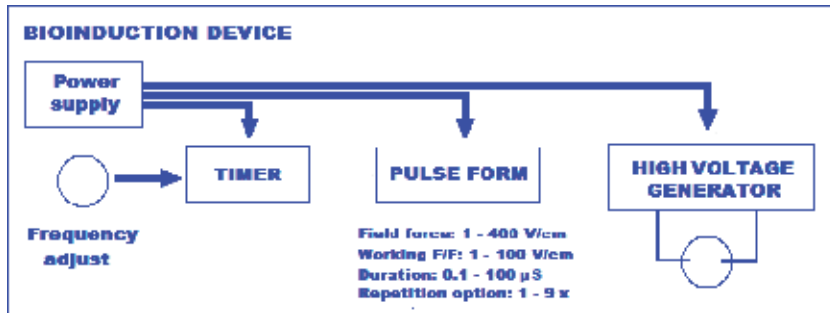 BIOINDUCTION DEVICE
Power
supply
TIMER
PULSE FORM
HIGH VOLTAGE
GENERATOR
Frequency
adjust
Field force: 1 - 400 V/cm
Working F/F: 1 - 100 V/cm
Duration: 0.1 - 100 µS
Repetition option: 1 - 9 x